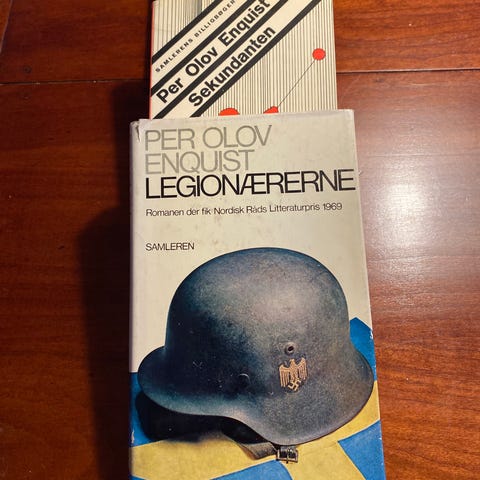 SAMLERENS BILLIGBØGER
Per Olov Enquist
Sekundanten
PER OLOV
ENQUIST
LEGIONÆRERNE
Romanen der fik Nordisk Råds Litteraturpris 1969
SAMLEREN